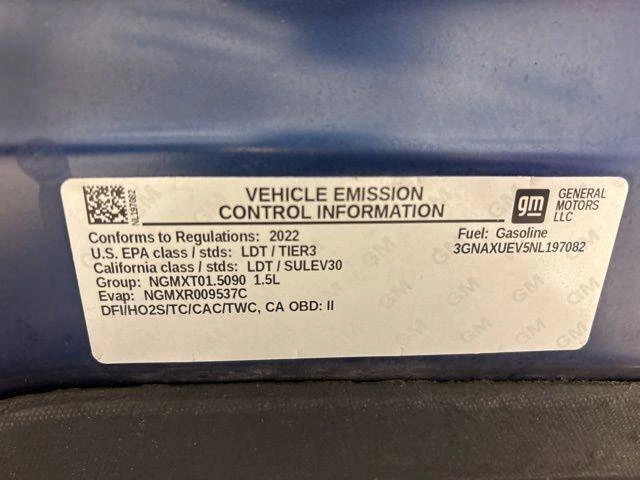 NL197082
VEHICLE EMISSION
CONTROL INFORMATION
gm
GENERAL
MOTORS
LLC
Conforms to Regulations: 2022
U.S. EPA class / stds: LDT / TIER3
California class / stds: LDT / SULEV30
Group: NGMXT01.5090 1.5L
Evap: NGMXR009537C
DFI/HO2S/TC/CAC/TWC, CA OBD: II
Fuel: Gasoline
3GNAXUEV5NL197082